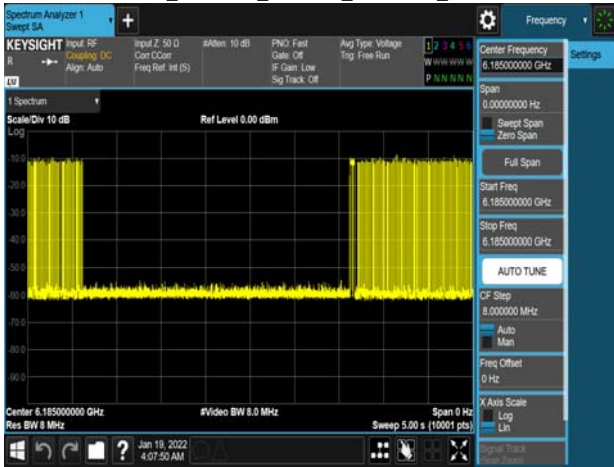 Spectrum Analyzer 1
Swept SA
+
Frequency
KEYSIGHT
R
LXI
Input: RF
Coupling: DC
Align: Auto
Input Z: 50 Ω
Corr CCorr
Freq Ref: Int (S)
#Atten: 10 dB
PNO: Fast
Gate: Off
IF Gain: Low
Sig Track: Off
Avg Type: Voltage
Trig: Free Run
1 2 3 4 5 6
W W W W W W
P N N N N N
1 Spectrum
Scale/Div 10 dB
Ref Level 0.00 dBm
Log
-10.0
-20.0
-30.0
-40.0
-50.0
-60.0
-70.0
-80.0
-90.0
Center 6.185000000 GHz
#Video BW 8.0 MHz
Span 0 Hz
Res BW 8 MHz
Sweep 5.00 s (10001 pts)
?
Jan 19, 2022
4:07:50 AM
Center Frequency
6.185000000 GHz
Settings
Span
0.00000000 Hz
Swept Span
Zero Span
Full Span
Start Freq
6.185000000 GHz
Stop Freq
6.185000000 GHz
AUTO TUNE
CF Step
8.000000 MHz
Auto
Man
Freq Offset
0 Hz
X Axis Scale
Log
Lin
Signal Track
(Span Zoom)